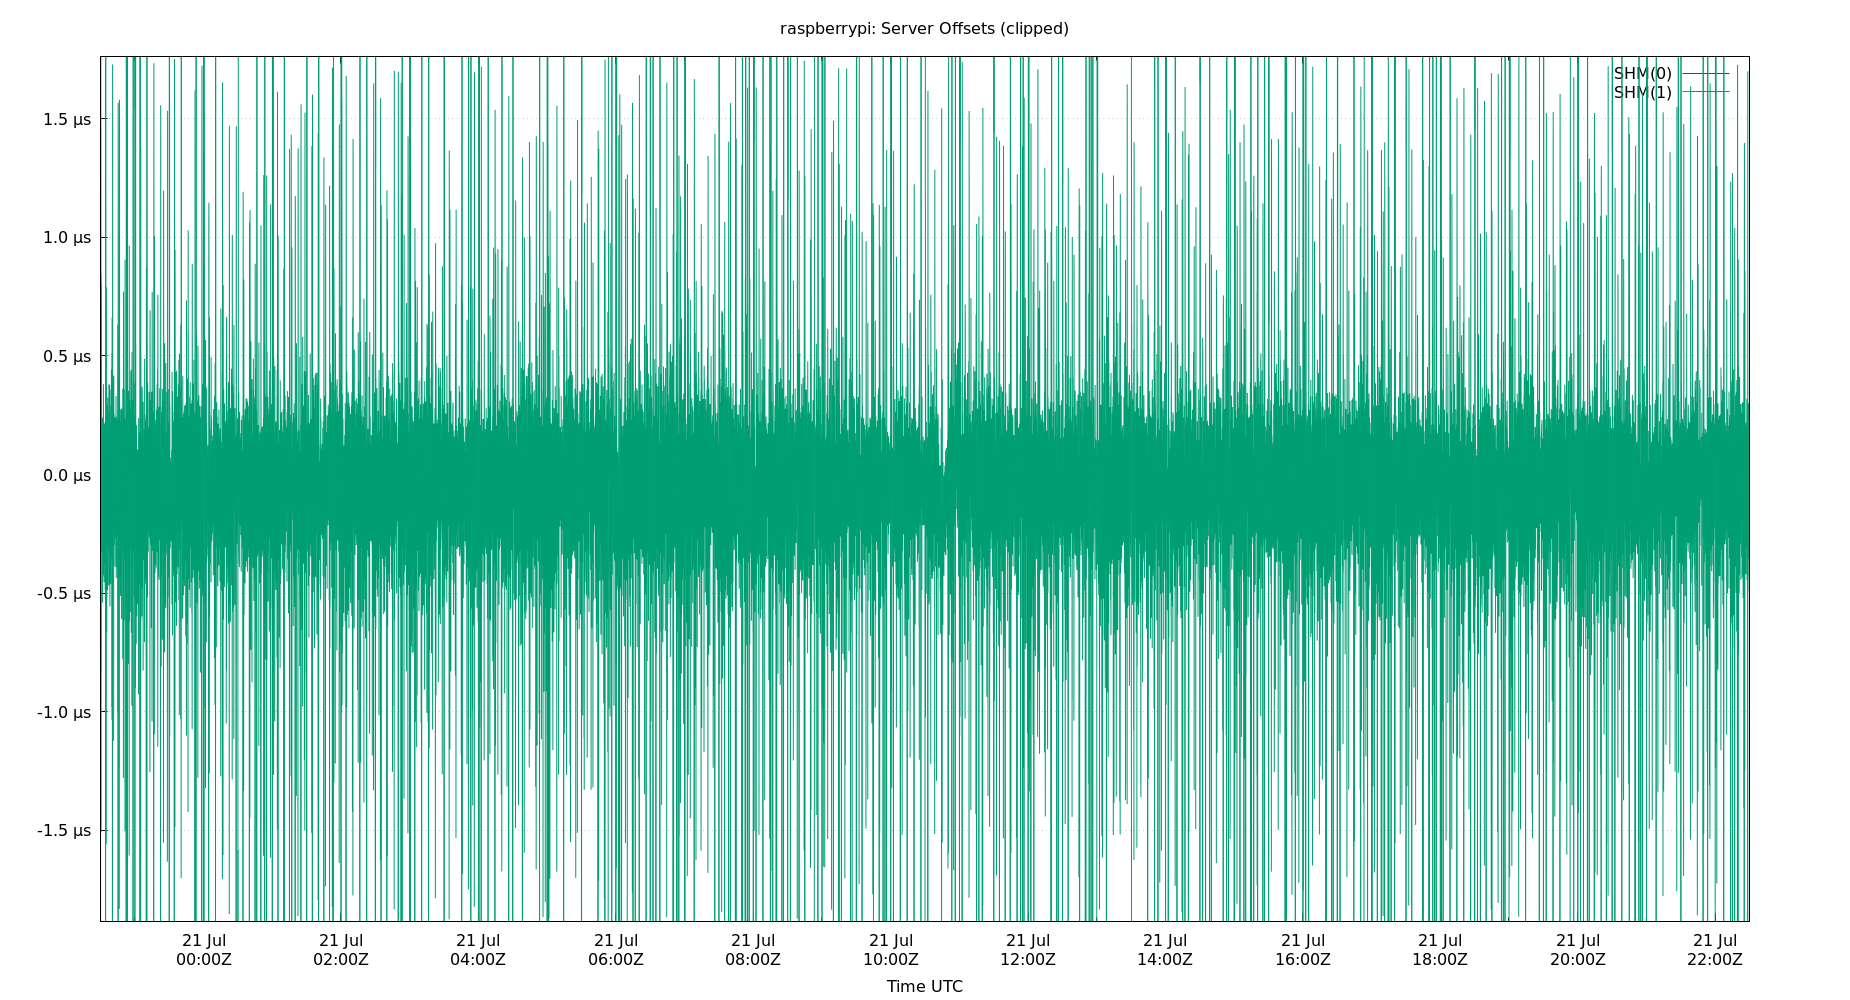 raspberrypi: Server Offsets (clipped)
SHM(0)
SHM(1)
1.5 µs
1.0 µs
0.5 µs
0.0 µs
-0.5 µs
-1.0 µs
-1.5 µs
21 Jul 21 Jul 21 Jul 21 Jul 21 Jul 21 Jul 21 Jul 21 Jul 21 Jul 21 Jul 21 Jul 21 Jul
00:00Z 02:00Z 04:00Z 06:00Z 08:00Z 10:00Z 12:00Z 14:00Z 16:00Z 18:00Z 20:00Z 22:00Z
Time UTC